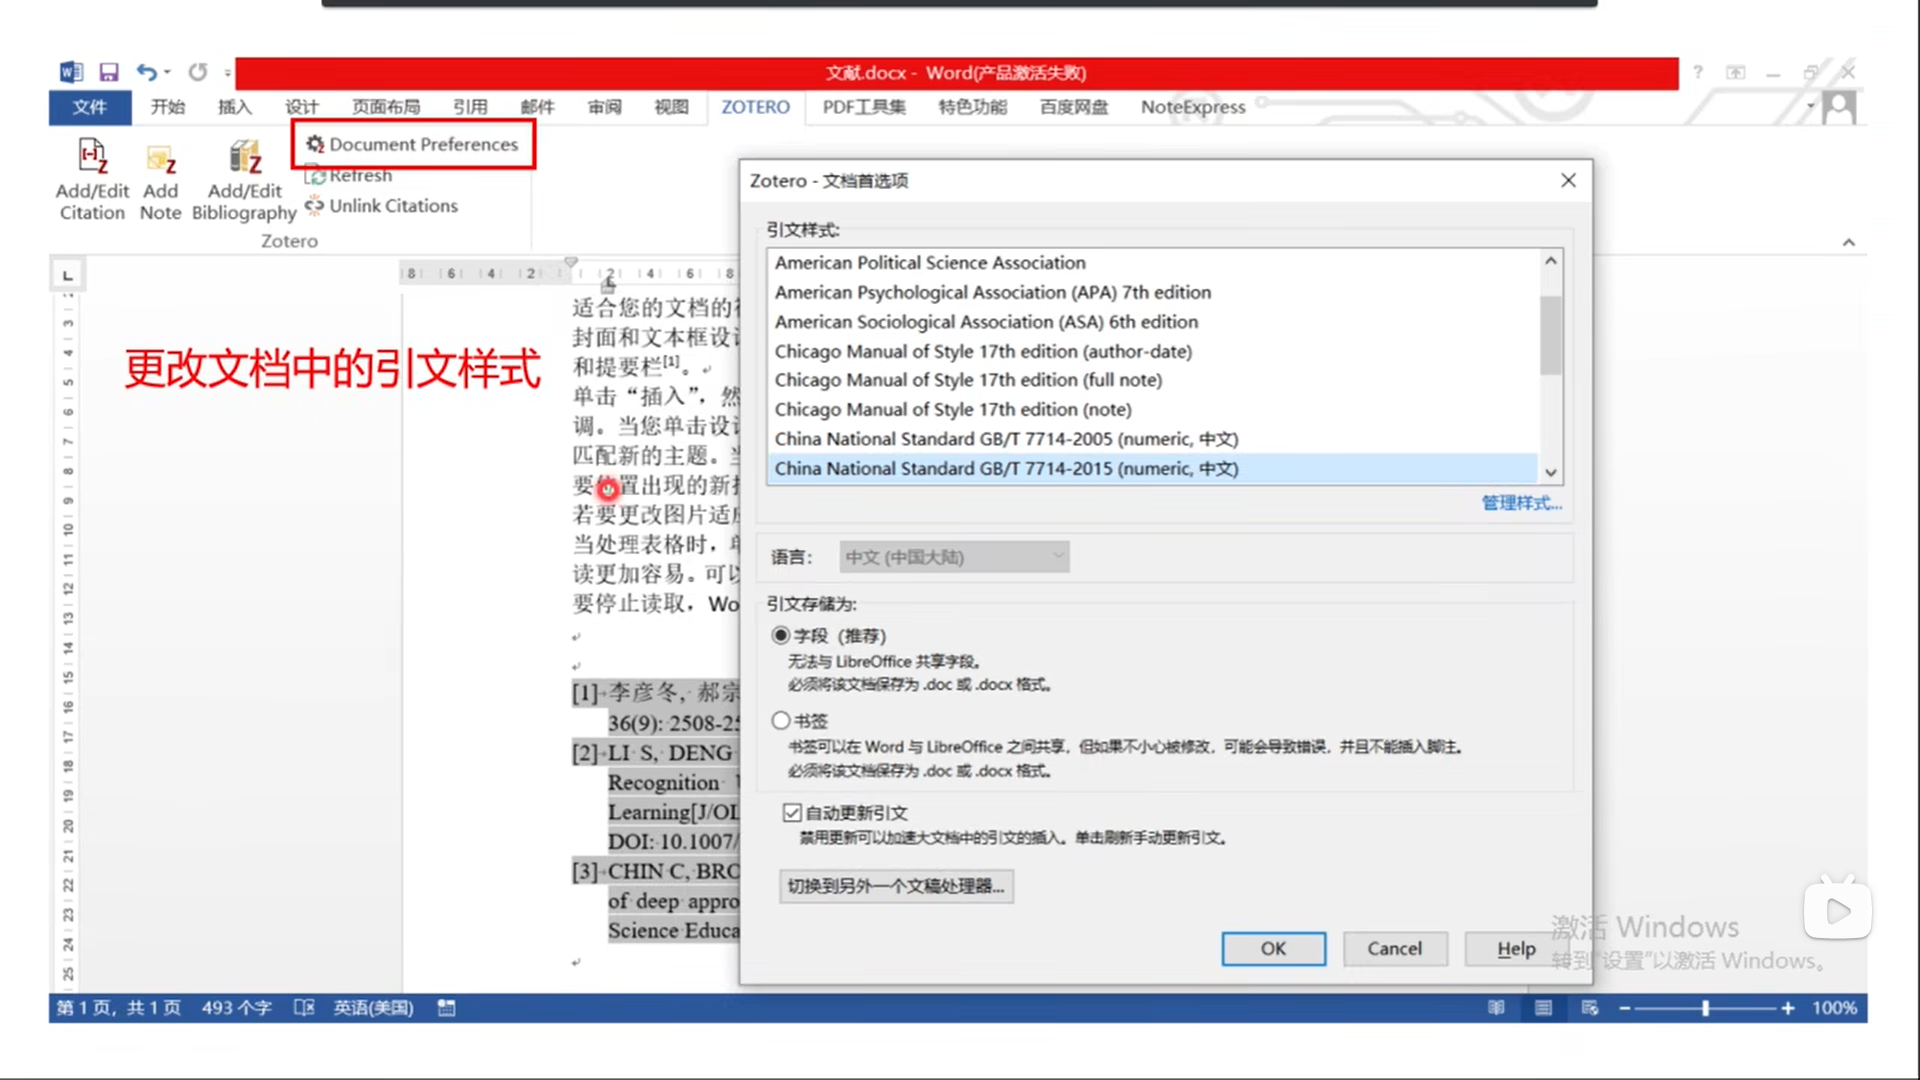 文献.docx - Word(产品激活失败)
文件 开始 插入 设计 页面布局 引用 邮件 审阅 视图 ZOTERO PDF工具集 特色功能 百度网盘 NoteExpress
Add/Edit Citation
Add Note
Add/Edit Bibliography
Document Preferences
Refresh
Unlink Citations
Zotero
更改文档中的引文样式
适合您的文档的
封面和文本框设
和提要栏[1]。
单击“插入”，然
调。当您单击设
匹配新的主题。当
要位置出现的新
若要更改图片适应
当处理表格时，单
读更加容易。可以
要停止读取，Wo
[1] 李彦冬, 郝宗
36(9): 2508-25
[2] LI S, DENG
Recognition
Learning[J/OL
DOI: 10.1007/
[3] CHIN C, BRO
of deep appro
Science Educa
Zotero - 文档首选项
引文样式:
American Political Science Association
American Psychological Association (APA) 7th edition
American Sociological Association (ASA) 6th edition
Chicago Manual of Style 17th edition (author-date)
Chicago Manual of Style 17th edition (full note)
Chicago Manual of Style 17th edition (note)
China National Standard GB/T 7714-2005 (numeric, 中文)
China National Standard GB/T 7714-2015 (numeric, 中文)
管理样式...
语言: 中文 (中国大陆)
引文存储为:
字段（推荐）
无法与 LibreOffice 共享字段。
必须将该文档保存为 .doc 或 .docx 格式。
书签
书签可以在 Word 与 LibreOffice 之间共享，但如果不小心被修改，可能会导致错误，并且不能插入脚注。
必须将该文档保存为 .doc 或 .docx 格式。
自动更新引文
禁用更新可以加速大文档中的引文的插入。单击刷新手动更新引文。
切换到另外一个文稿处理器...
OK Cancel Help
激活 Windows
转到“设置”以激活 Windows。
第 1 页，共 1 页 493 个字 英语(美国) 100%